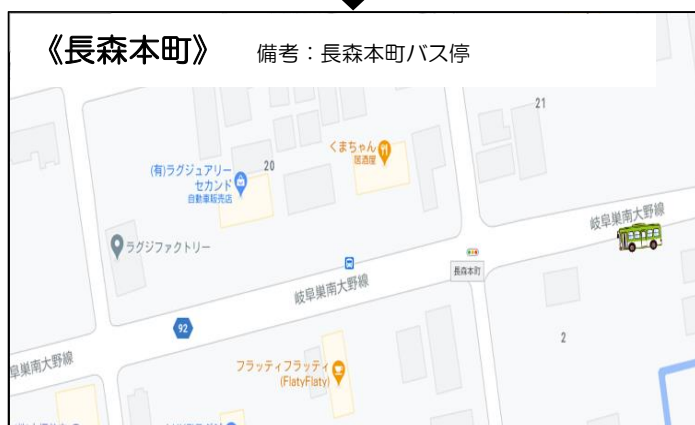 《長森本町》 備考：長森本町バス停
21
くまちゃん
居酒屋
(有)ラグジュアリー
セカンド
自動車販売店
20
岐阜巣南大野線
ラグジファクトリー
長森本町
岐阜巣南大野線
92
2
阜巣南大野線
フラッティフラッティ
(FlatyFlaty)